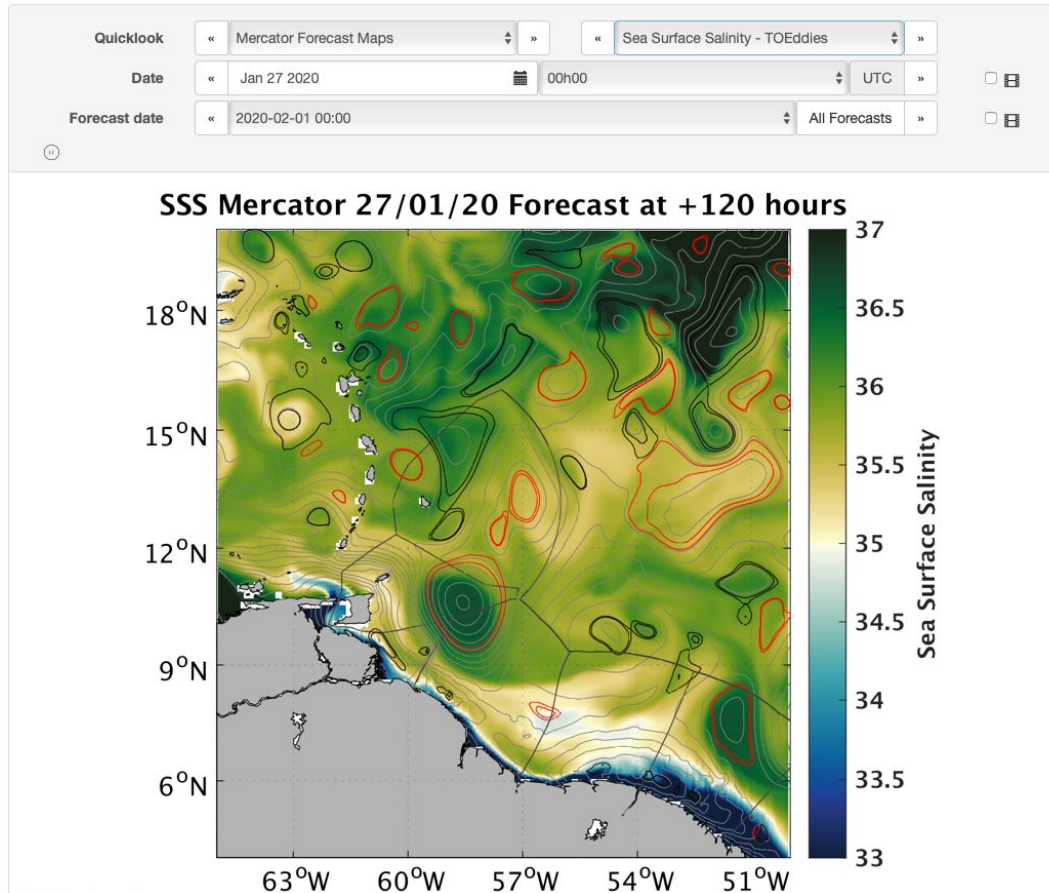 Quicklook « Mercator Forecast Maps » « Sea Surface Salinity - TOEddies »
Date « Jan 27 2020 00h00 UTC »
Forecast date « 2020-02-01 00:00 All Forecasts »
SSS Mercator 27/01/20 Forecast at +120 hours
18°N
15°N
12°N
9°N
6°N
63°W 60°W 57°W 54°W 51°W
37
36.5
36
35.5
35
34.5
34
33.5
33
Sea Surface Salinity